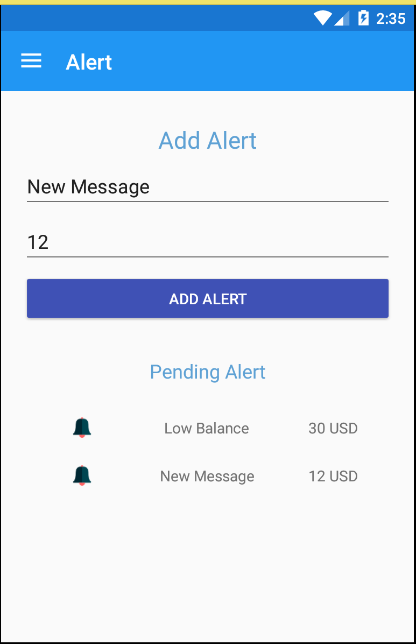 2:35
Alert
Add Alert
New Message
12
ADD ALERT
Pending Alert
Low Balance 30 USD
New Message 12 USD